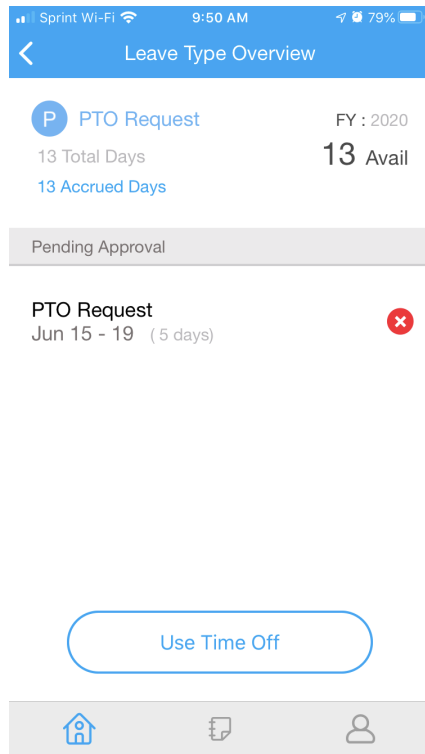 Sprint Wi-Fi 9:50 AM 79%
Leave Type Overview
P PTO Request FY : 2020
13 Total Days 13 Avail
13 Accrued Days
Pending Approval
PTO Request
Jun 15 - 19 ( 5 days)
Use Time Off